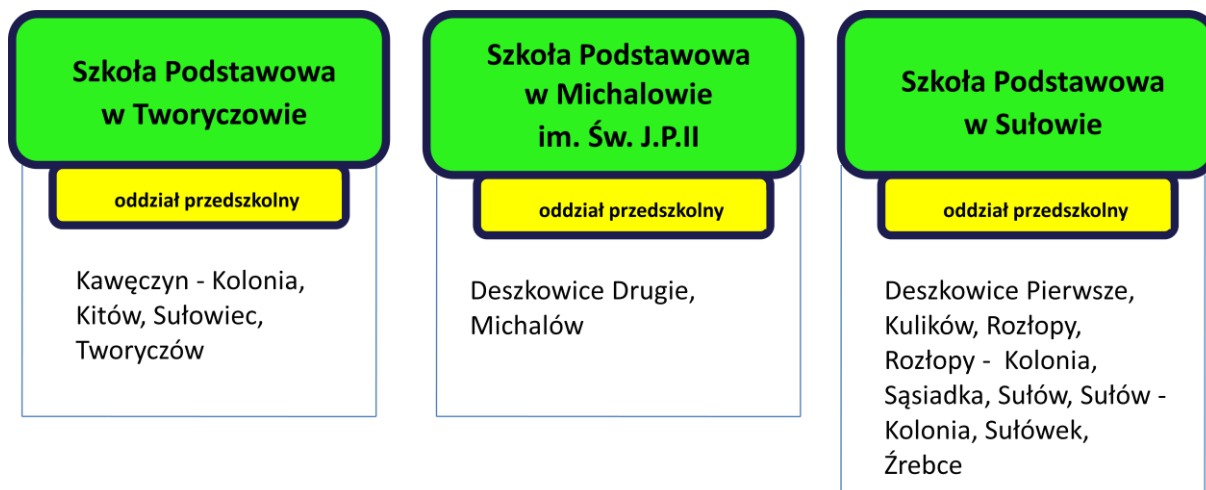 Szkoła Podstawowa
w Tworyczowie
oddział przedszkolny
Kawęczyn - Kolonia,
Kitów, Sułowiec,
Tworyczów
Szkoła Podstawowa
w Michalowie
im. Św. J.P.II
oddział przedszkolny
Deszkowice Drugie,
Michalów
Szkoła Podstawowa
w Sułowie
oddział przedszkolny
Deszkowice Pierwsze,
Kulików, Rozłopy,
Rozłopy - Kolonia,
Sąsiadka, Sułów, Sułów -
Kolonia, Sułówek,
Źrebce